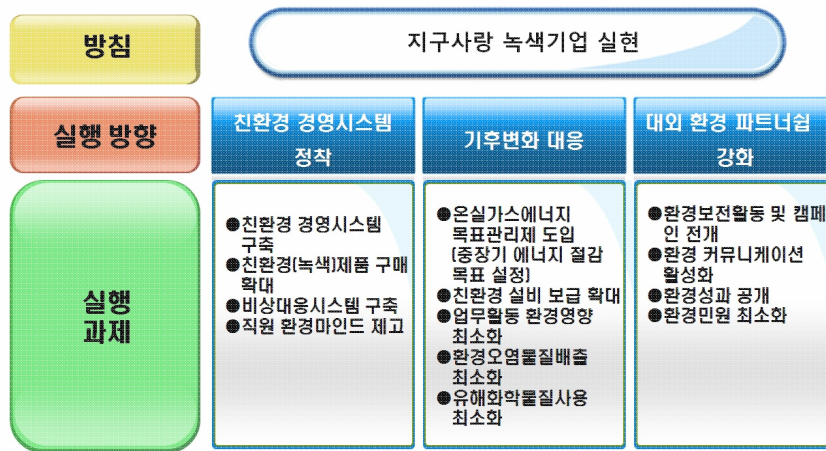 방침
지구사랑 녹색기업 실현
실행 방향
친환경 경영시스템
정착
기후변화 대응
대외 환경 파트너쉽
강화
실행
과제
●친환경 경영시스템
구축
●친환경(녹색)제품 구매
확대
●비상대응시스템 구축
●직원 환경마인드 제고
●온실가스에너지
목표관리제 도입
(중장기 에너지 절감
목표 설정)
●친환경 설비 보급 확대
●업무활동 환경영향
최소화
●환경오염물질배출
최소화
●유해화학물질사용
최소화
●환경보전활동 및 캠페
인 전개
●환경 커뮤니케이션
활성화
●환경성과 공개
●환경민원 최소화